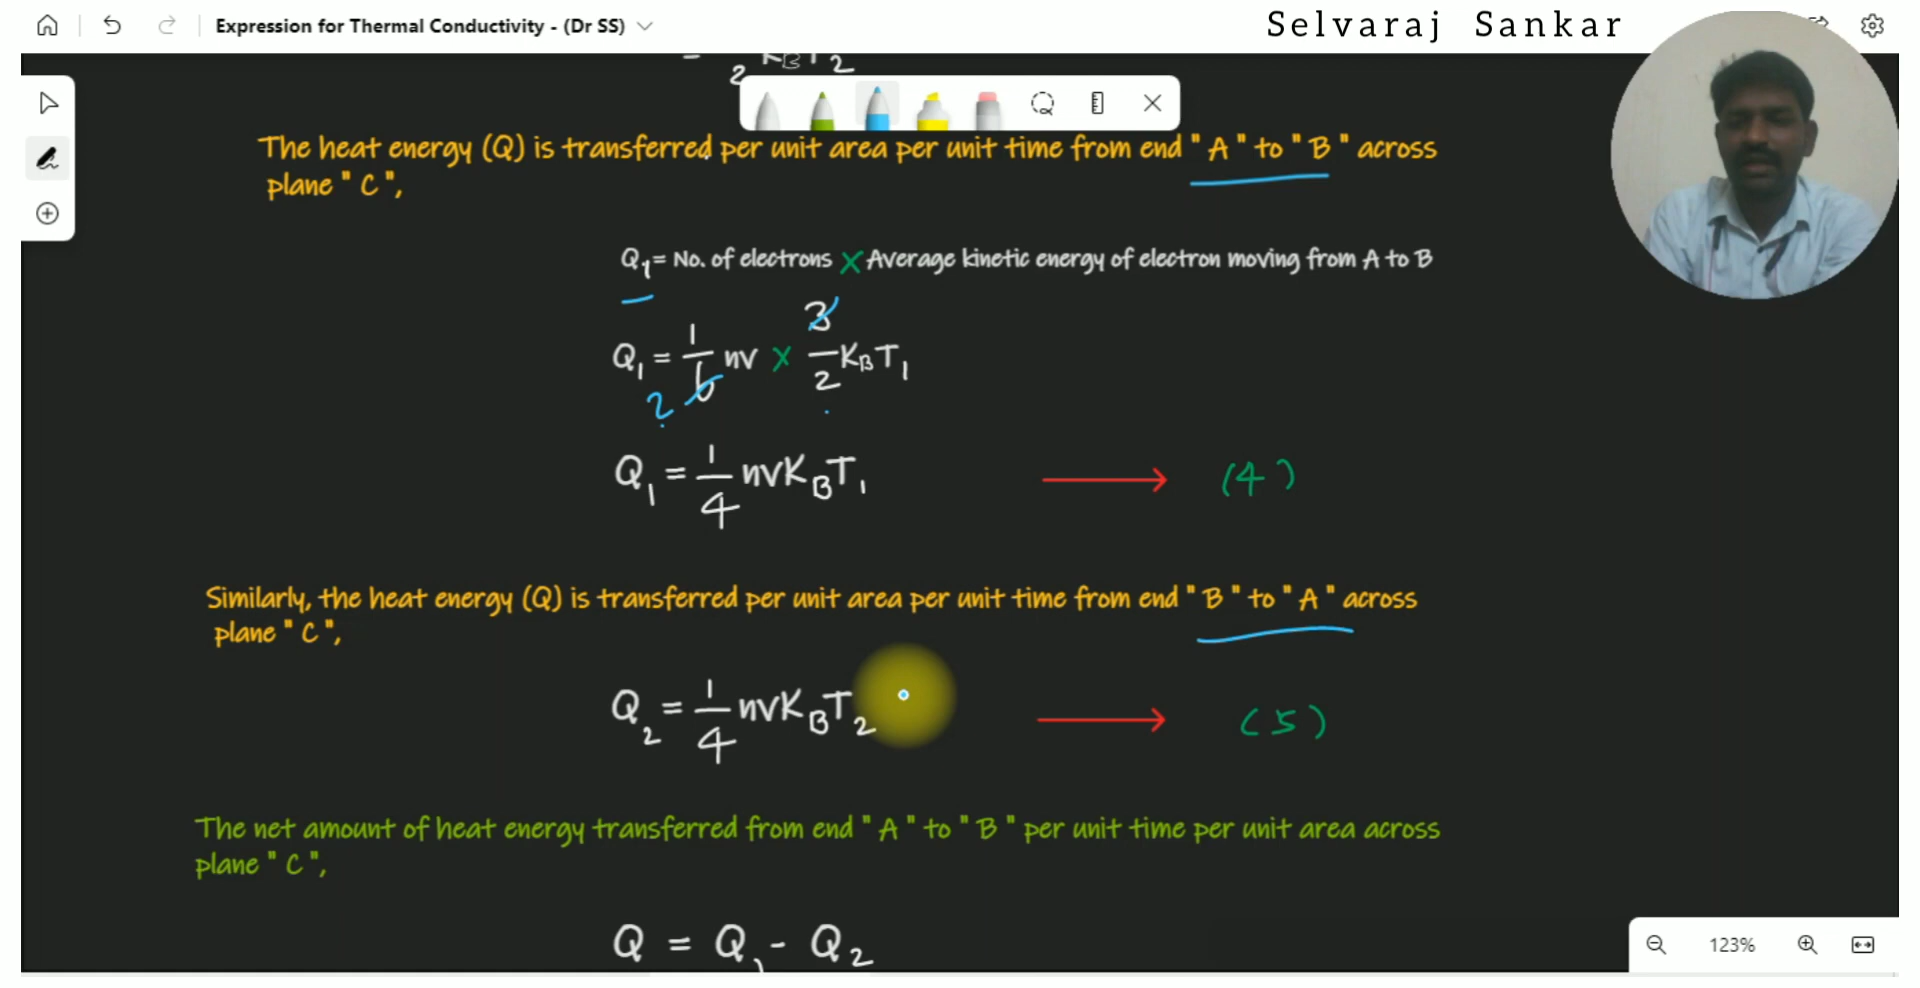 Expression for Thermal Conductivity - (Dr SS)
Selvaraj Sankar
2 KBT2
The heat energy (Q) is transferred per unit area per unit time from end "A" to "B" across
plane "C",
Q1 = No. of electrons X Average kinetic energy of electron moving from A to B
Q1 = 1/6 nv X 3/2 KBT1
2
Q1 = 1/4 nvKBT1 → (4)
Similarly, the heat energy (Q) is transferred per unit area per unit time from end "B" to "A" across
plane "C",
Q2 = 1/4 nvKBT2 → (5)
The net amount of heat energy transferred from end "A" to "B" per unit time per unit area across
plane "C",
Q = Q1 - Q2
123%